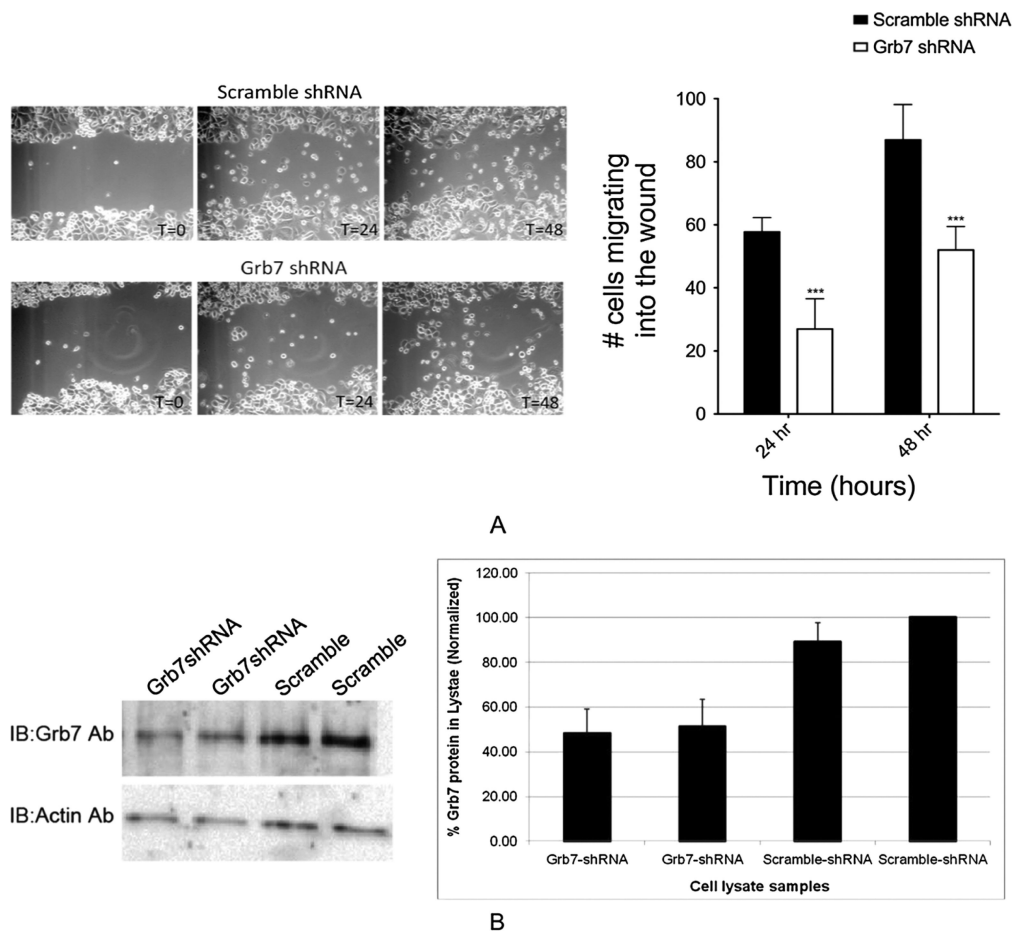 Scramble shRNA
Grb7 shRNA
Scramble shRNA
T=0
T=24
T=48
Grb7 shRNA
T=0
T=24
T=48
# cells migrating
into the wound
100
80
60
40
20
0
***
***
24 hr
48 hr
Time (hours)
A
Grb7shRNA
Grb7shRNA
Scramble
Scramble
IB:Grb7 Ab
IB:Actin Ab
% Grb7 protein in Lystae (Normalized)
120.00
100.00
80.00
60.00
40.00
20.00
0.00
Grb7-shRNA
Grb7-shRNA
Scramble-shRNA
Scramble-shRNA
Cell lysate samples
B